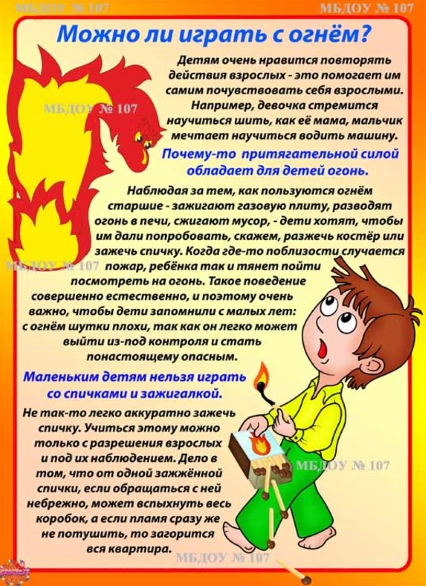 МБДОУ № 107
МБДОУ № 107
Можно ли играть с огнём?
Детям очень нравится повторять
действия взрослых - это помогает им
самим почувствовать себя взрослыми.
Например, девочка стремится
научиться шить, как её мама, мальчик
мечтает научиться водить машину.
МБДОУ № 107
Почему-то притягательной силой
обладает для детей огонь.
Наблюдая за тем, как пользуются огнём
старшие - зажигают газовую плиту, разводят
огонь в печи, сжигают мусор, - дети хотят, чтобы
им дали попробовать, скажем, разжечь костёр или
зажечь спичку. Когда где-то поблизости случается
МБДОУ № 107
пожар, ребёнка так и тянет пойти
посмотреть на огонь. Такое поведение
совершенно естественно, и поэтому очень
важно, чтобы дети запомнили с малых лет:
с огнём шутки плохи, так как он легко может
выйти из-под контроля и стать
понастоящему опасным.
Маленьким детям нельзя играть
со спичками и зажигалкой.
Не так-то легко аккуратно зажечь
спичку. Учиться этому можно
только с разрешения взрослых
и под их наблюдением. Дело в
том, что от одной зажжённой
спички, если обращаться с ней
небрежно, может вспыхнуть весь
коробок, а если пламя сразу же
не потушить, то загорится
вся квартира.
МБДОУ № 107
МБДОУ № 107